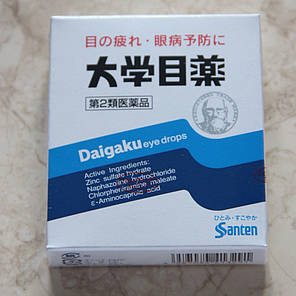 目の疲れ・眼病予防に
大学目薬
第2類医薬品
Daigaku eye drops
Active Ingredients:
Zinc sulfate hydrate
Naphazoline hydrochloride
Chlorpheniramine maleate
ε-Aminocaproic acid
ひとみ・すこやか
Santen